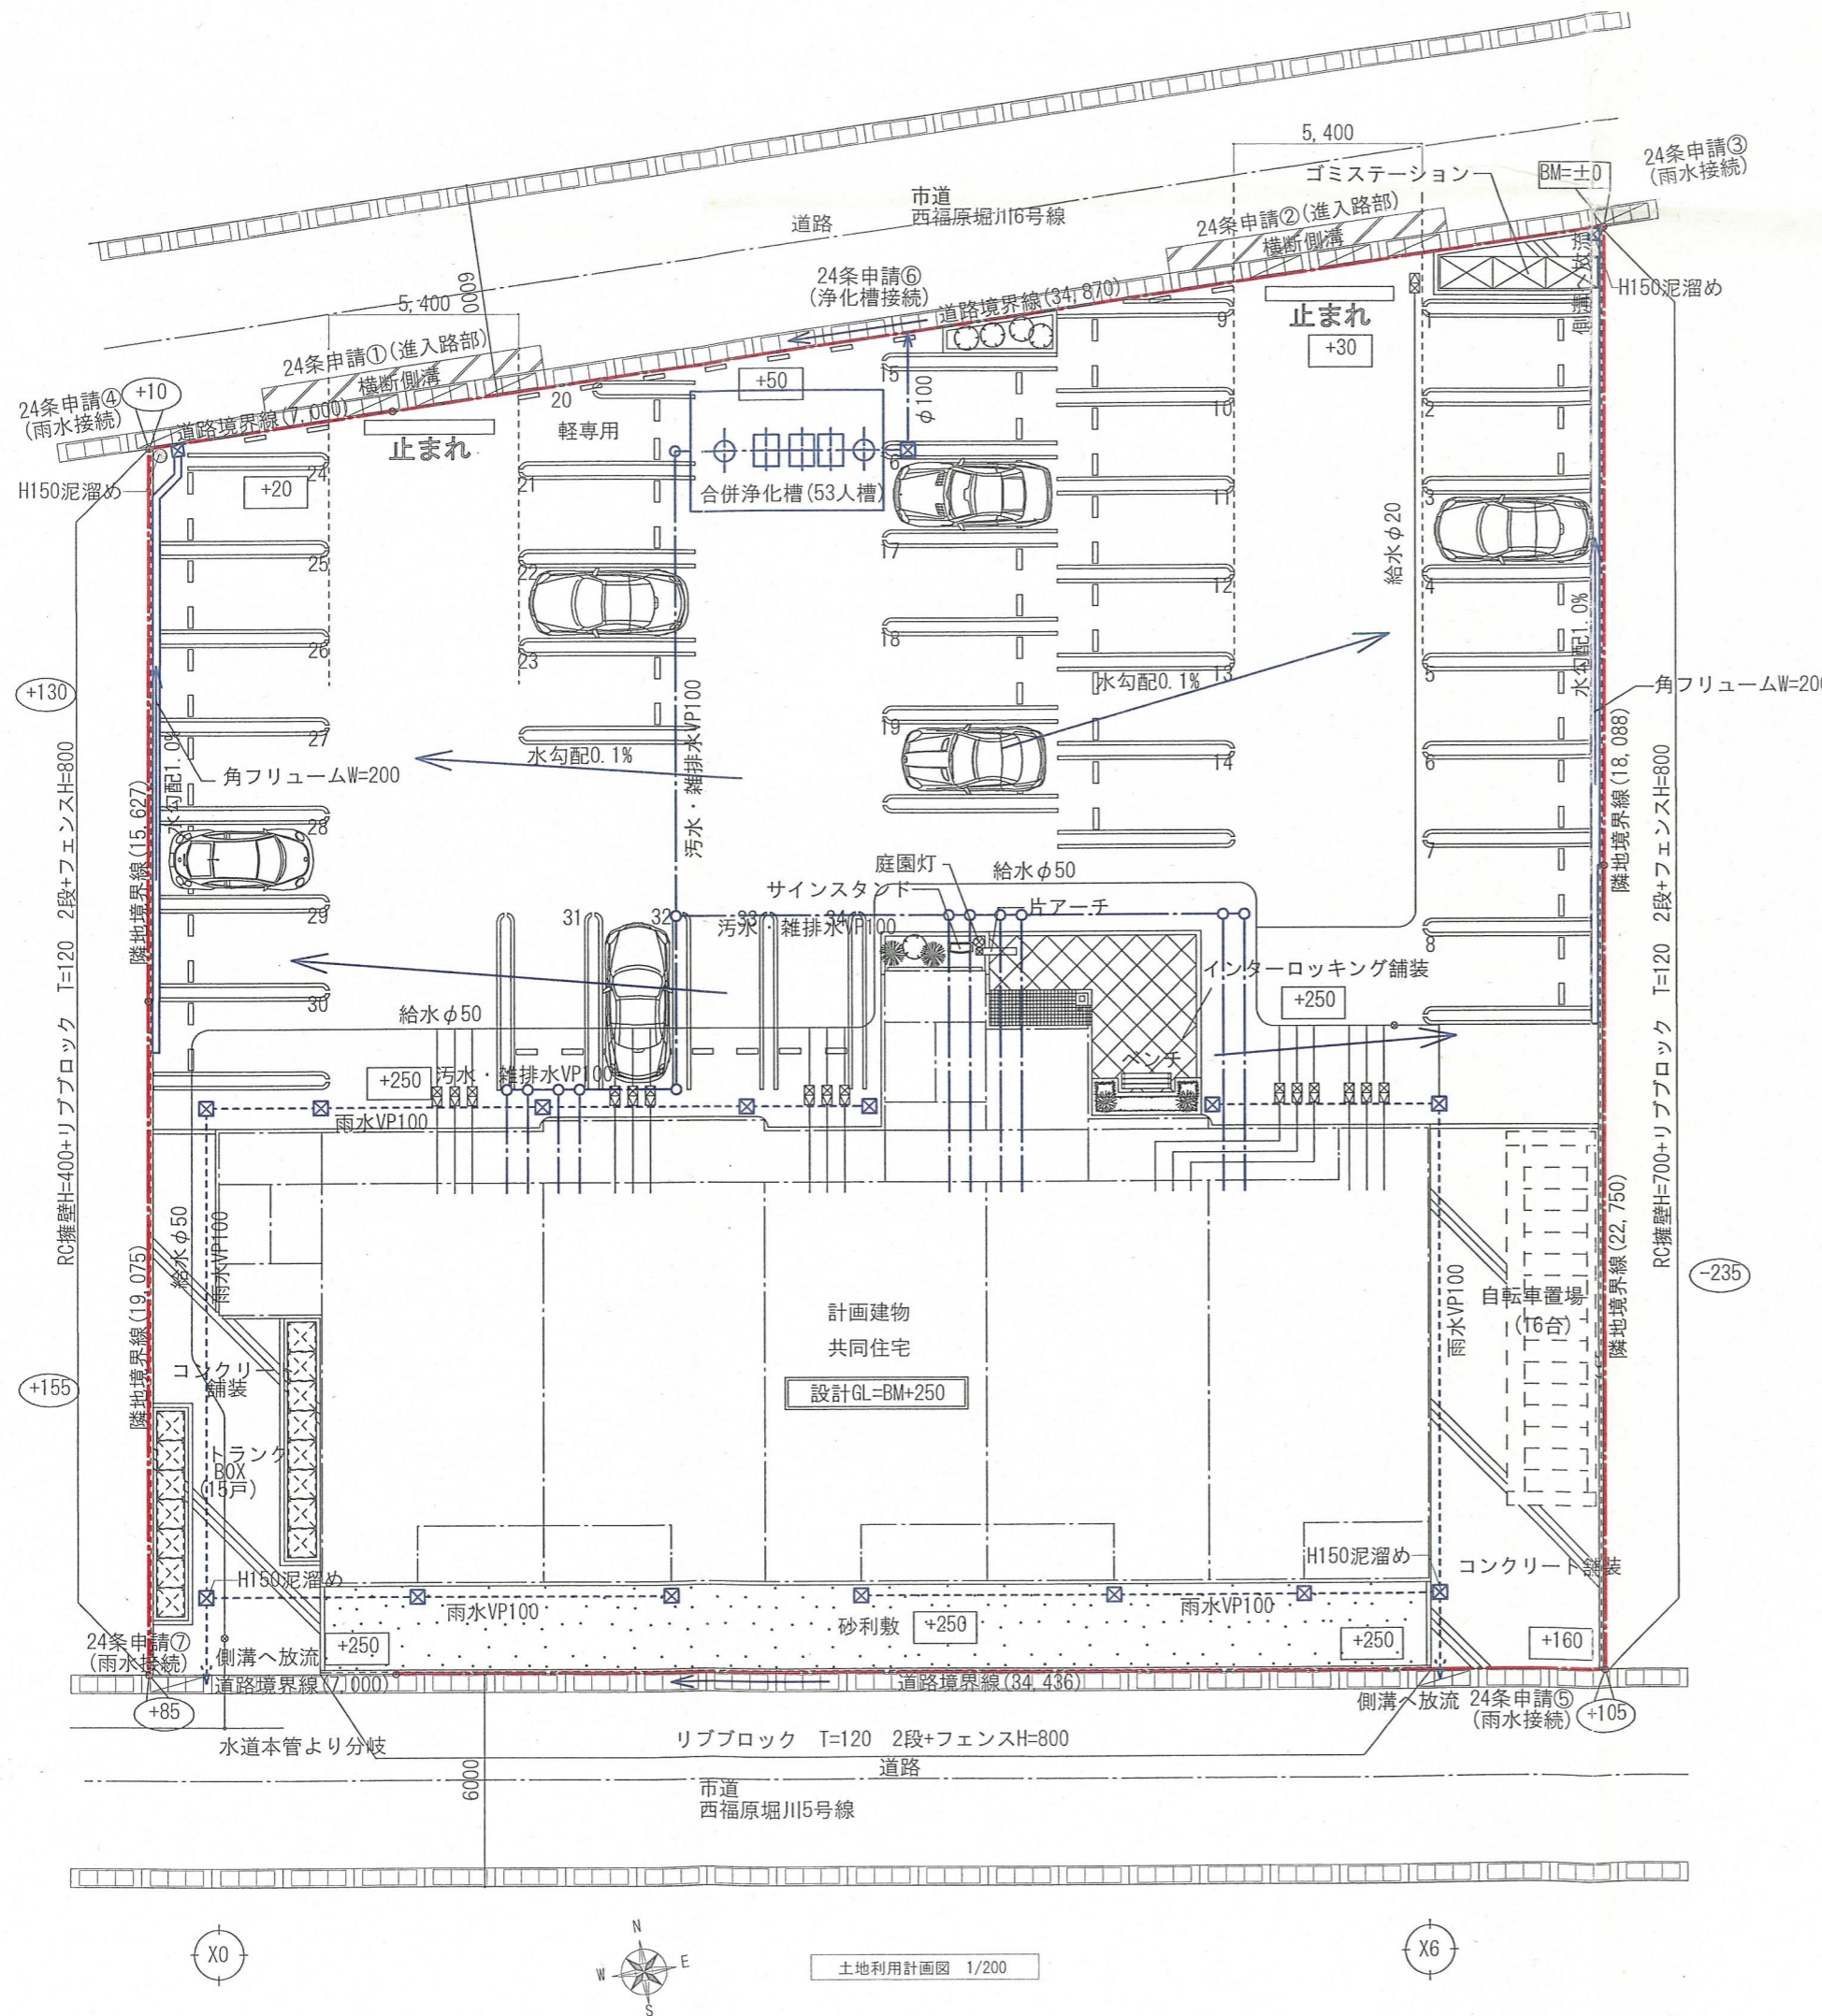 5,400
24条申請③
(雨水接続)
BM=±0
ゴミステーション
市道
西福原堀川6号線
道路
24条申請②(進入路部)
横断側溝
6000
24条申請⑥
(浄化槽接続)
道路境界線(34,870)
側溝へ放流
H150泥溜め
5,400
止まれ
+30
24条申請①(進入路部)
横断側溝
24条申請④
(雨水接続)
+10
道路境界線(7,000)
止まれ
H150泥溜め
+20
20
軽専用
+50
φ100
合併浄化槽(53人槽)
15
9
1
10
2
24
21
11
3
17
給水φ20
25
22
12
4
26
23
18
13
5
水勾配1.0%
+130
水勾配0.1%
角フリュームW=200
27
19
14
6
水勾配0.1%
汚水・雑排水VP100
水勾配1.0%
角フリュームW=200
隣地境界線(15,627)
隣地境界線(18,088)
RC擁壁H=400+リブブロック T=120 2段+フェンスH=800
RC擁壁H=700+リブブロック T=120 2段+フェンスH=800
28
7
庭園灯
給水φ50
サインスタンド
片アーチ
29
31
32
33
34
汚水・雑排水VP100
8
インターロッキング舗装
30
給水φ50
+250
ベンチ
+250
汚水・雑排水VP100
雨水VP100
給水φ50
雨水VP100
隣地境界線(19,075)
隣地境界線(22,750)
-235
+155
計画建物
共同住宅
設計GL=BM+250
雨水VP100
自転車置場
(16台)
コンクリート
舗装
トランク
BOX
(15戸)
H150泥溜め
H150泥溜め
コンクリート舗装
雨水VP100
砂利敷
+250
雨水VP100
24条申請⑦
(雨水接続)
側溝へ放流
+250
+250
+160
道路境界線(7,000)
道路境界線(34,436)
側溝へ放流
24条申請⑤
(雨水接続)
+105
+85
水道本管より分岐
リブブロック T=120 2段+フェンスH=800
道路
6000
市道
西福原堀川5号線
X0
N
W
E
S
土地利用計画図 1/200
X6